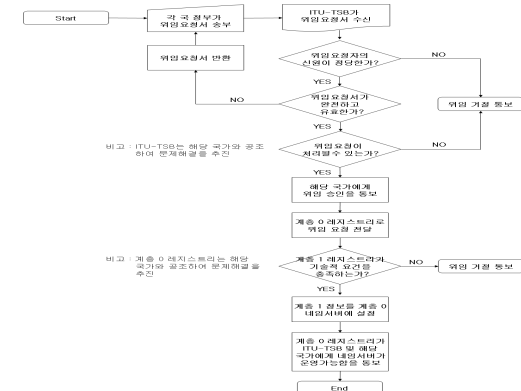 Start
각 국 정부가
위임요청서 송부
ITU-TSB가
위임요청서 수신
위임요청서 반환
위임요청자의
신원이 정당한가?
NO
YES
위임요청서가
완전하고
유효한가?
NO
위임 거절 통보
YES
비고 : ITU-TSB는 해당 국가와 공조
하여 문제해결을 추진
위임요청이
처리될수 있는가?
NO
YES
해당 국가에게
위임 승인을 통보
계층 0 레지스트리로
위임 요청 전달
비고 : 계층 0 레지스트리는 해당
국가와 공조하여 문제해결을
추진
계층 1 레지스트리가
기술적 요건을
충족하는가?
NO
위임 거절 통보
YES
계층 1 정보를 계층 0
네임서버에 설정
계층 0 레지스트리가
ITU-TSB 및 해당
국가에게 네임서버가
운영가능함을 통보
End